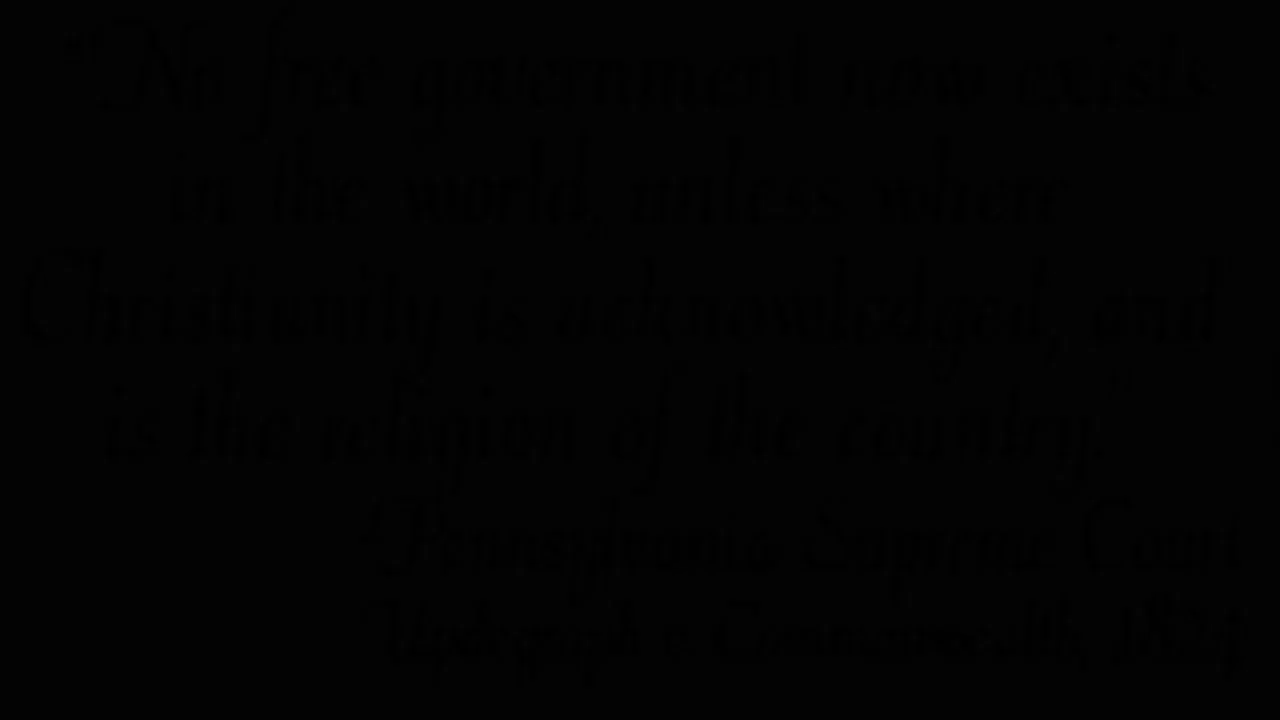 "No free government now exists
in the world, unless where
Christianity is acknowledged, and
is the religion of the country."
Pennsylvania Supreme Court
Updegraph v. Commonwealth, 1824